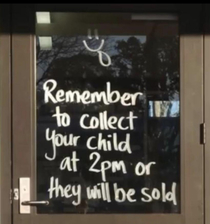 Remember
to collect
your child
at 2pm or
they will be sold